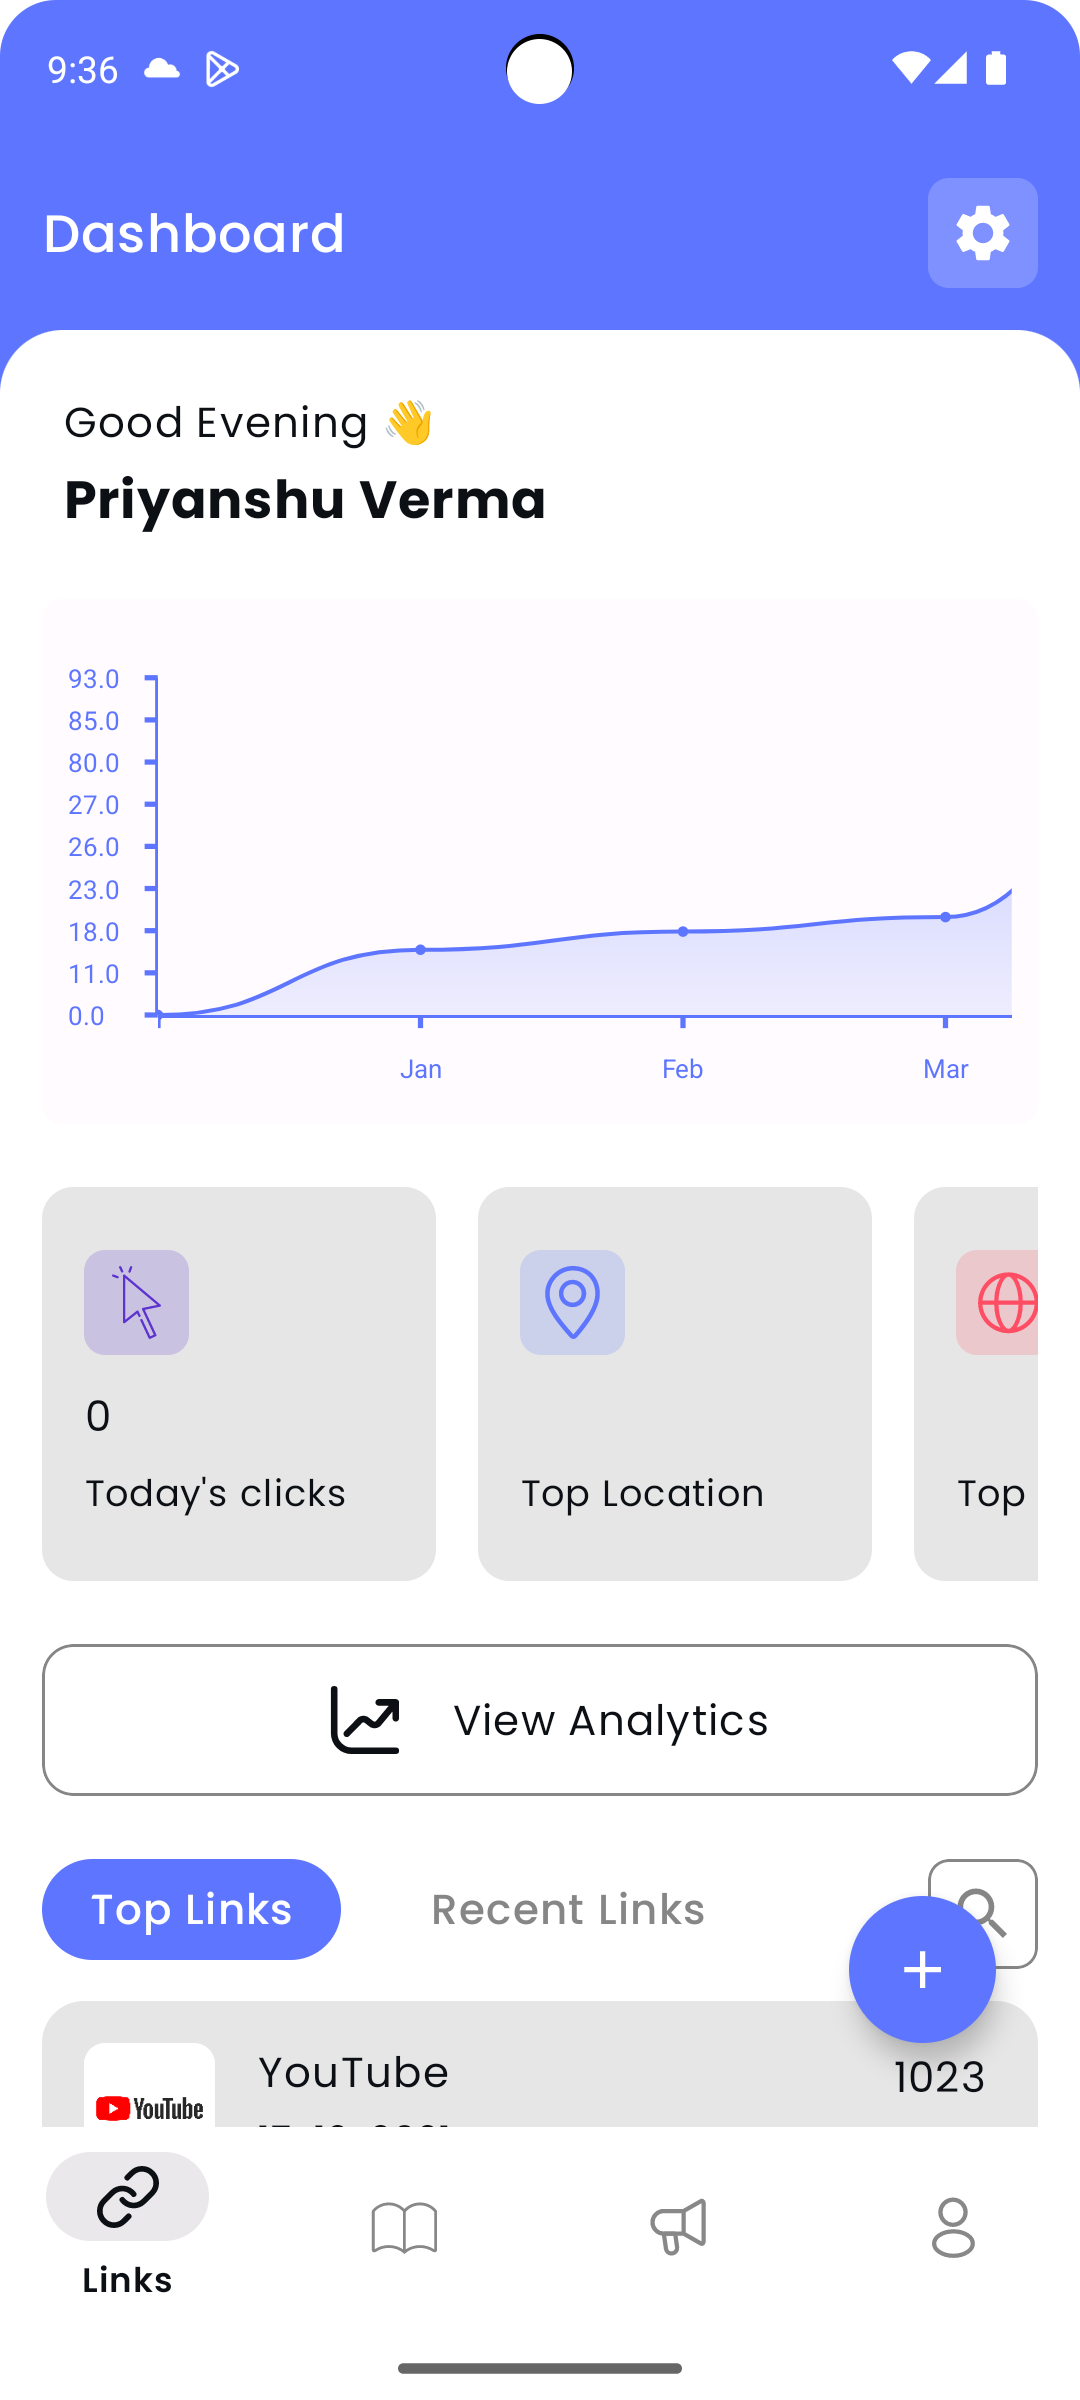 9:36
Dashboard
Good Evening 👋
Priyanshu Verma
93.0
85.0
80.0
27.0
26.0
23.0
18.0
11.0
0.0
Jan Feb Mar
0
Today's clicks
Top Location
Top
View Analytics
Top Links
Recent Links
+
YouTube
1023
YouTube
Links